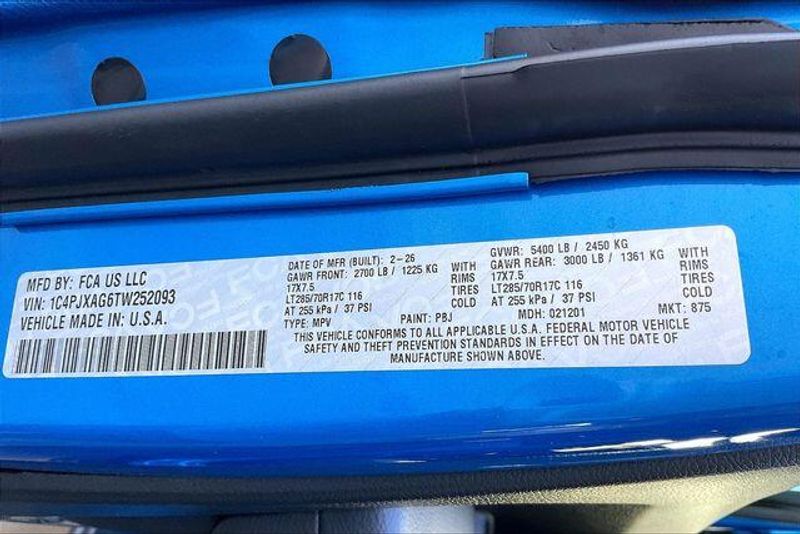 MFD BY: FCA US LLC
VIN: 1C4PJXAG6TW252093
VEHICLE MADE IN: U.S.A.
DATE OF MFR (BUILT): 2-26
GAWR FRONT: 2700 LB / 1225 KG WITH
17X7.5 RIMS
LT285/70R17C 116 TIRES
AT 255 kPa / 37 PSI COLD
GVWR: 5400 LB / 2450 KG
GAWR REAR: 3000 LB / 1361 KG WITH
17X7.5 RIMS
LT285/70R17C 116 TIRES
AT 255 kPa / 37 PSI COLD
TYPE: MPV PAINT: PBJ MDH: 021201 MKT: 875
THIS VEHICLE CONFORMS TO ALL APPLICABLE U.S.A. FEDERAL MOTOR VEHICLE
SAFETY AND THEFT PREVENTION STANDARDS IN EFFECT ON THE DATE OF
MANUFACTURE SHOWN ABOVE.